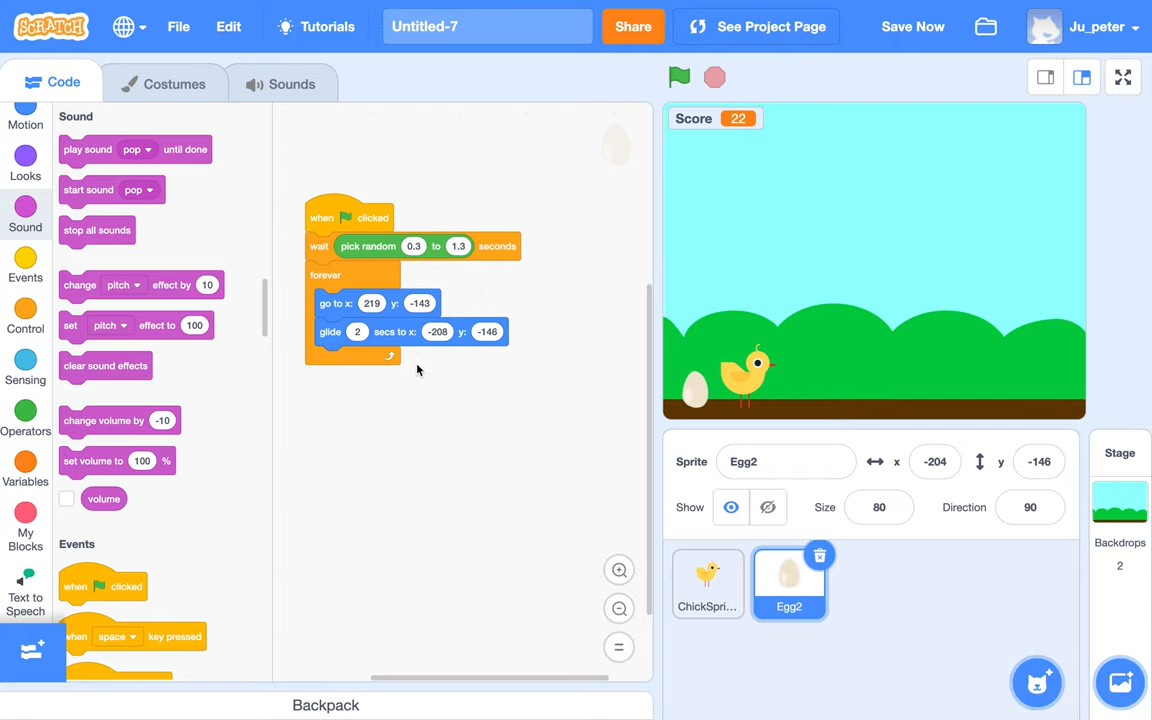 SCRATCH
File
Edit
Tutorials
Untitled-7
Share
See Project Page
Save Now
Ju_peter
Code
Costumes
Sounds
Motion
Looks
Sound
Events
Control
Sensing
Operators
Variables
My
Blocks
Text to
Speech
Sound
play sound pop until done
start sound pop
stop all sounds
change pitch effect by 10
set pitch effect to 100
clear sound effects
change volume by -10
set volume to 100 %
volume
Events
when clicked
when space key pressed
when clicked
wait pick random 0.3 to 1.3 seconds
forever
go to x: 219 y: -143
glide 2 secs to x: -208 y: -146
Backpack
Score 22
Sprite Egg2 x -204 y -146
Show Size 80 Direction 90
ChickSpri...
Egg2
Stage
Backdrops
2